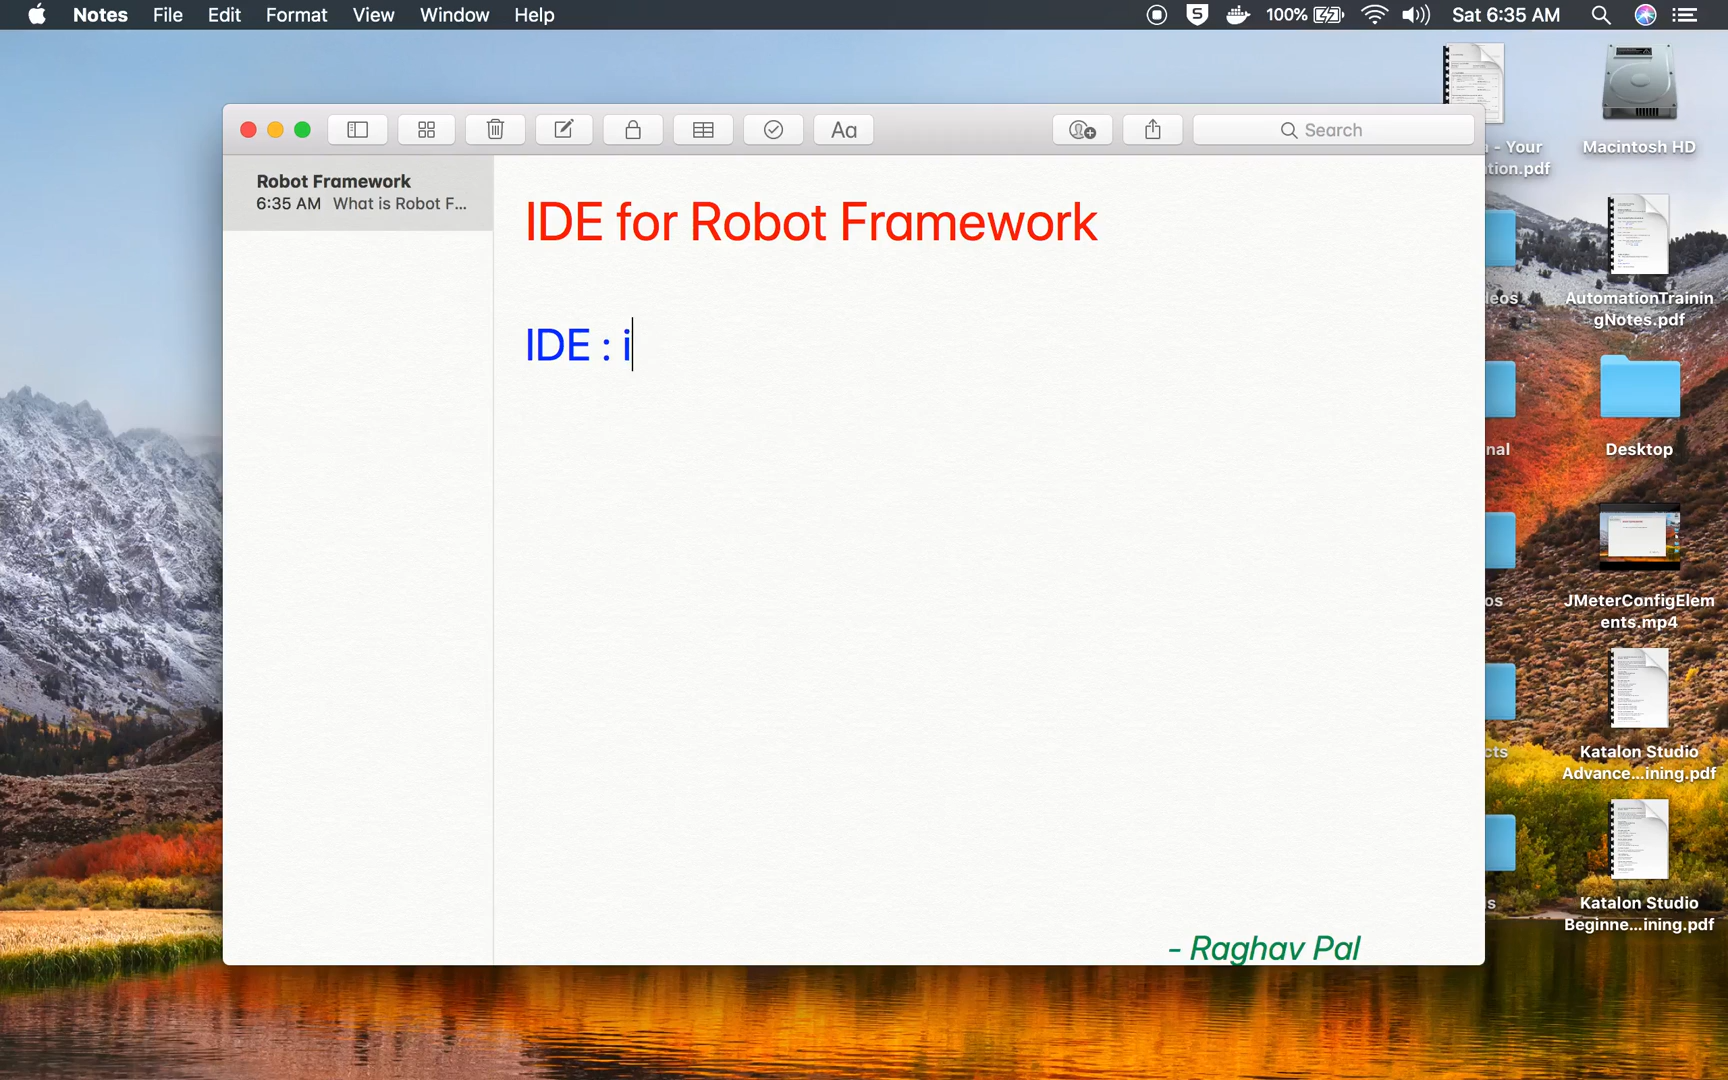 Notes File Edit Format View Window Help
S 100% Sat 6:35 AM
Aa Search
Robot Framework
6:35 AM What is Robot F...
IDE for Robot Framework
IDE : i
- Raghav Pal
- Your
tion.pdf
Macintosh HD
eos
AutomationTrainin
gNotes.pdf
nal
Desktop
os
JMeterConfigElem
ents.mp4
cts
Katalon Studio
Advance...ining.pdf
ls
Katalon Studio
Beginne...ining.pdf